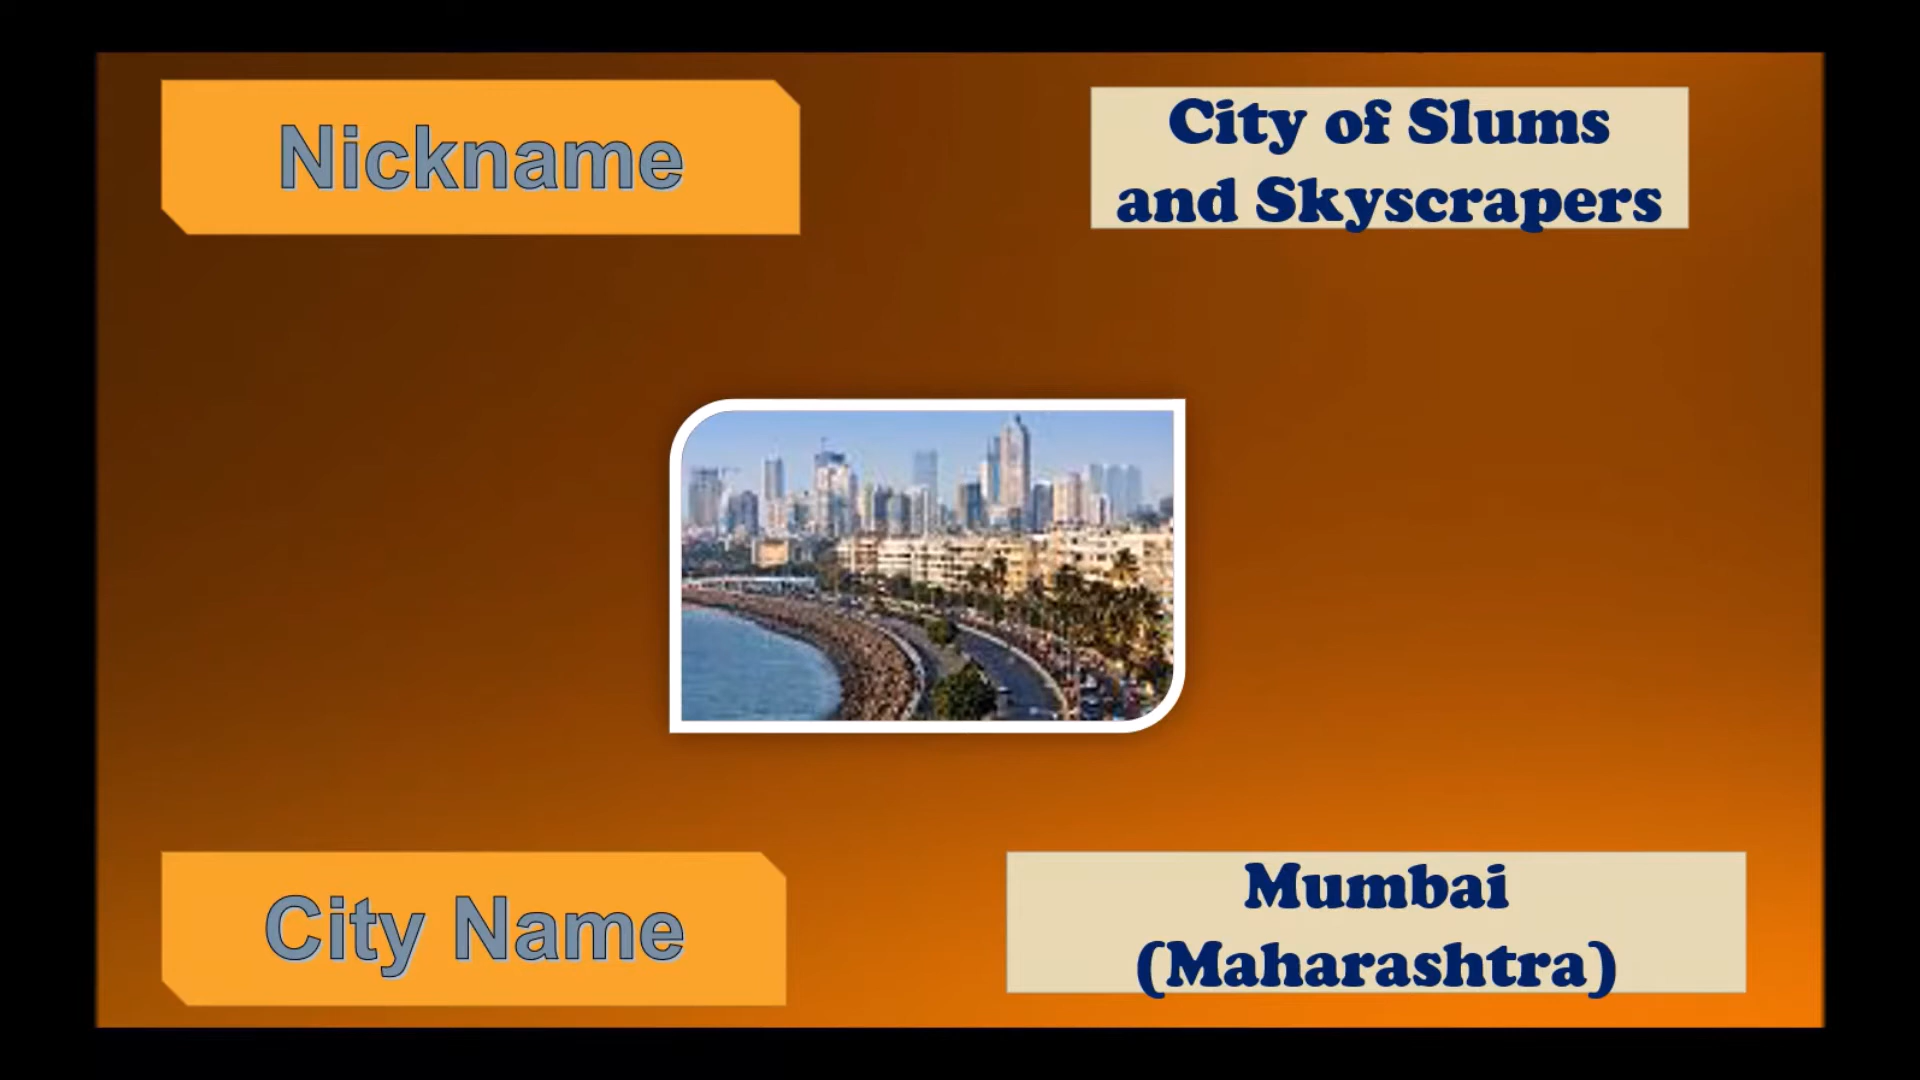 Nickname
City of Slums
and Skyscrapers
City Name
Mumbai
(Maharashtra)